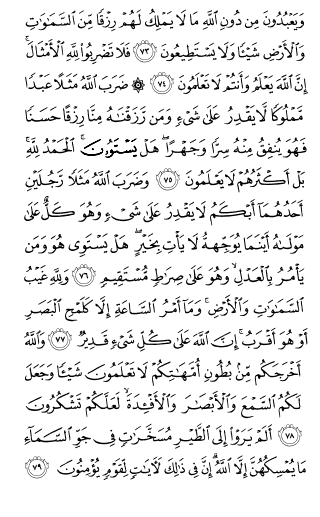 وَيَعْبُدُونَ مِن دُونِ ٱللَّهِ مَا لَا يَمْلِكُ لَهُمْ رِزْقًا مِّنَ ٱلسَّمَٰوَٰتِ
وَٱلْأَرْضِ شَيْـًٔا وَلَا يَسْتَطِيعُونَ ٧٣ فَلَا تَضْرِبُوا۟ لِلَّهِ ٱلْأَمْثَالَ ۚ
إِنَّ ٱللَّهَ يَعْلَمُ وَأَنتُمْ لَا تَعْلَمُونَ ٧٤ ۞ ضَرَبَ ٱللَّهُ مَثَلًا عَبْدًا
مَّمْلُوكًا لَّا يَقْدِرُ عَلَىٰ شَىْءٍ وَمَن رَّزَقْنَٰهُ مِنَّا رِزْقًا حَسَنًا
فَهُوَ يُنفِقُ مِنْهُ سِرًّا وَجَهْرًا ۖ هَلْ يَسْتَوُۥنَ ۚ ٱلْحَمْدُ لِلَّهِ ۚ
بَلْ أَكْثَرُهُمْ لَا يَعْلَمُونَ ٧٥ وَضَرَبَ ٱللَّهُ مَثَلًا رَّجُلَيْنِ
أَحَدُهُمَآ أَبْكَمُ لَا يَقْدِرُ عَلَىٰ شَىْءٍ وَهُوَ كَلٌّ عَلَىٰ
مَوْلَىٰهُ أَيْنَمَا يُوَجِّههُّ لَا يَأْتِ بِخَيْرٍ ۖ هَلْ يَسْتَوِى هُوَ وَمَن
يَأْمُرُ بِٱلْعَدْلِ ۙ وَهُوَ عَلَىٰ صِرَٰطٍ مُّسْتَقِيمٍ ٧٦ وَلِلَّهِ غَيْبُ
ٱلسَّمَٰوَٰتِ وَٱلْأَرْضِ ۚ وَمَآ أَمْرُ ٱلسَّاعَةِ إِلَّا كَلَمْحِ ٱلْبَصَرِ
أَوْ هُوَ أَقْرَبُ ۚ إِنَّ ٱللَّهَ عَلَىٰ كُلِّ شَىْءٍ قَدِيرٌ ٧٧ وَٱللَّهُ
أَخْرَجَكُم مِّنۢ بُطُونِ أُمَّهَٰتِكُمْ لَا تَعْلَمُونَ شَيْـًٔا وَجَعَلَ
لَكُمُ ٱلسَّمْعَ وَٱلْأَبْصَٰرَ وَٱلْأَفْـِٔدَةَ ۙ لَعَلَّكُمْ تَشْكُرُونَ
٧٨ أَلَمْ يَرَوْا۟ إِلَى ٱلطَّيْرِ مُسَخَّرَٰتٍ فِى جَوِّ ٱلسَّمَآءِ
مَا يُمْسِكُهُنَّ إِلَّا ٱللَّهُ ۗ إِنَّ فِى ذَٰلِكَ لَءَايَٰتٍ لِّقَوْمٍ يُؤْمِنُونَ ٧٩